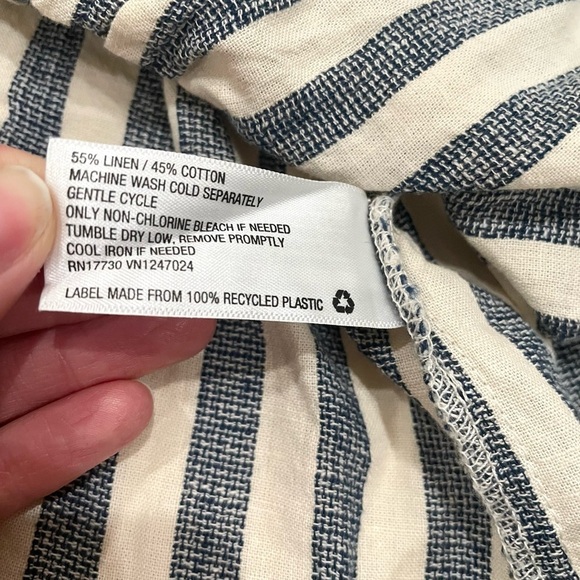 55% LINEN / 45% COTTON
MACHINE WASH COLD SEPARATELY
GENTLE CYCLE
ONLY NON-CHLORINE BLEACH IF NEEDED
TUMBLE DRY LOW, REMOVE PROMPTLY
COOL IRON IF NEEDED
RN17730 VN1247024
LABEL MADE FROM 100% RECYCLED PLASTIC